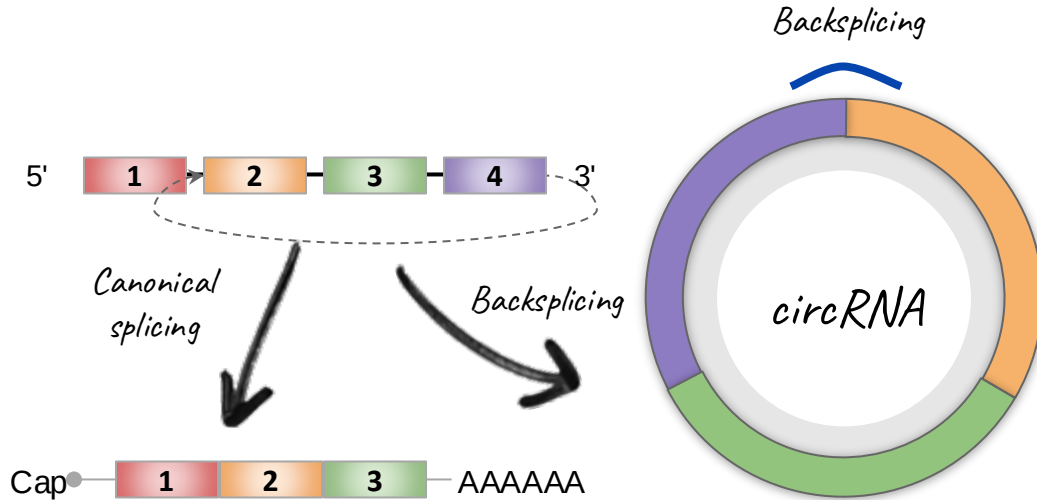 Backsplicing
5' 1 2 3 4 3'
Canonical
splicing
Backsplicing
circRNA
Cap 1 2 3 AAAAAA